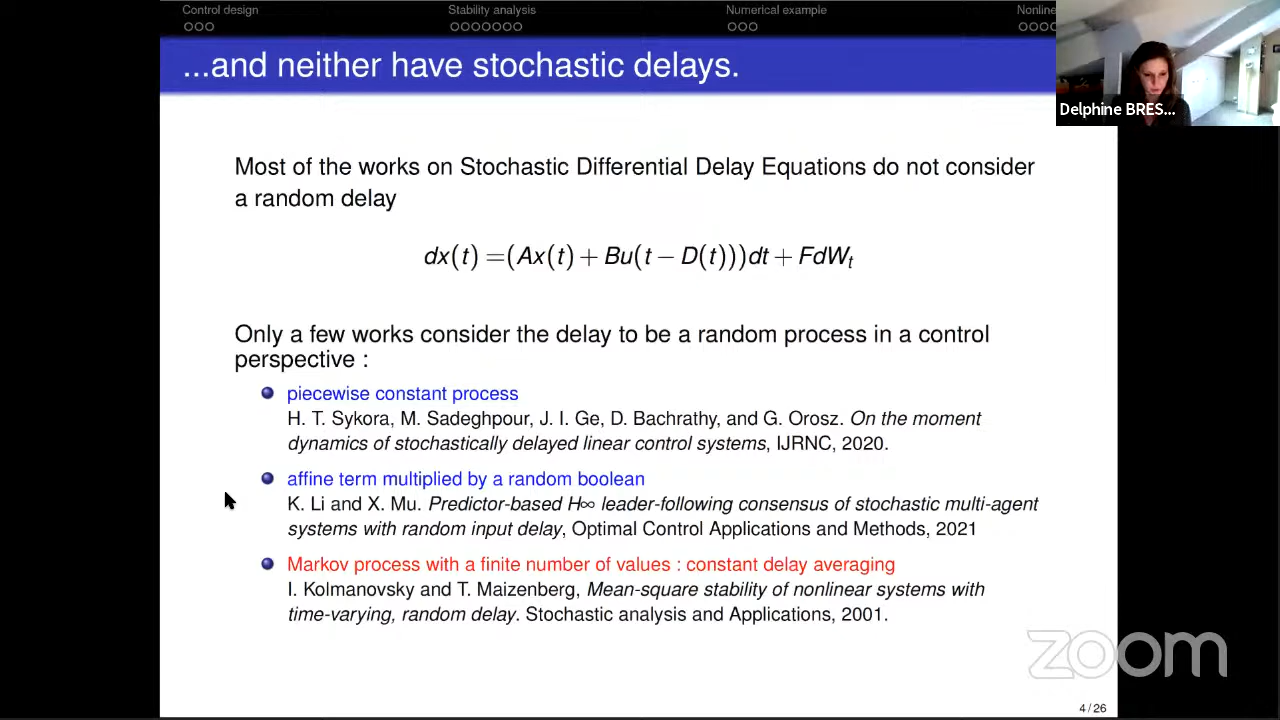 Control design
Stability analysis
Numerical example
Nonline
...and neither have stochastic delays.
Delphine BRES...
Most of the works on Stochastic Differential Delay Equations do not consider
a random delay
dx(t) =(Ax(t) + Bu(t − D(t)))dt + FdW_t
Only a few works consider the delay to be a random process in a control
perspective :
piecewise constant process
H. T. Sykora, M. Sadeghpour, J. I. Ge, D. Bachrathy, and G. Orosz. On the moment
dynamics of stochastically delayed linear control systems, IJRNC, 2020.
affine term multiplied by a random boolean
K. Li and X. Mu. Predictor-based H∞ leader-following consensus of stochastic multi-agent
systems with random input delay, Optimal Control Applications and Methods, 2021
Markov process with a finite number of values : constant delay averaging
I. Kolmanovsky and T. Maizenberg, Mean-square stability of nonlinear systems with
time-varying, random delay. Stochastic analysis and Applications, 2001.
zoom
4 / 26